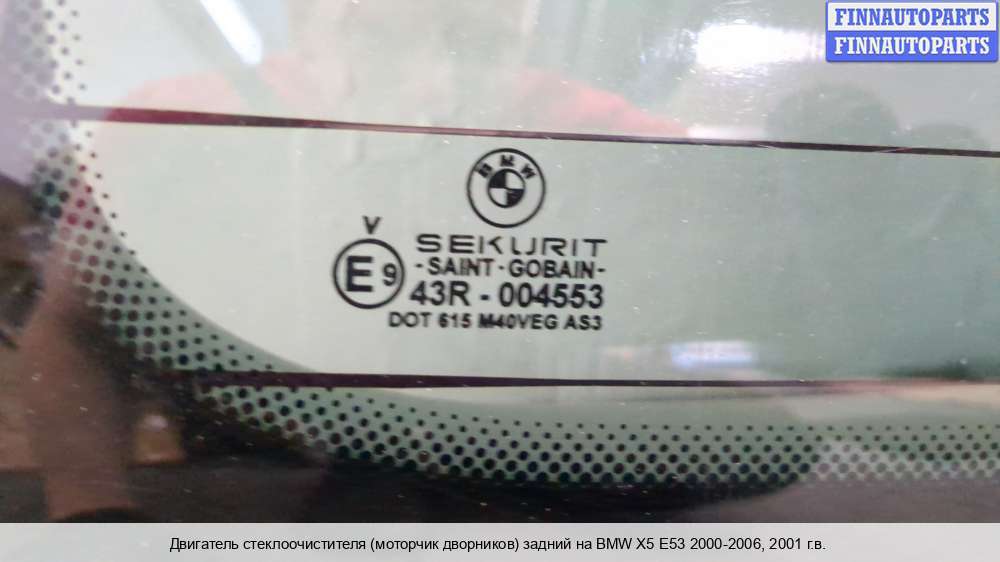 FINNAUTOPARTS
FINNAUTOPARTS
BMW
V
SEKURIT
E9
- SAINT - GOBAIN -
43R - 004553
DOT 615 M40VEG AS3
Двигатель стеклоочистителя (моторчик дворников) задний на BMW X5 E53 2000-2006, 2001 г.в.